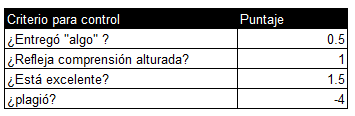 Criterio para control Puntaje
¿Entregó "algo" ? 0.5
¿Refleja comprensión alturada? 1
¿Está excelente? 1.5
¿plagió? -4